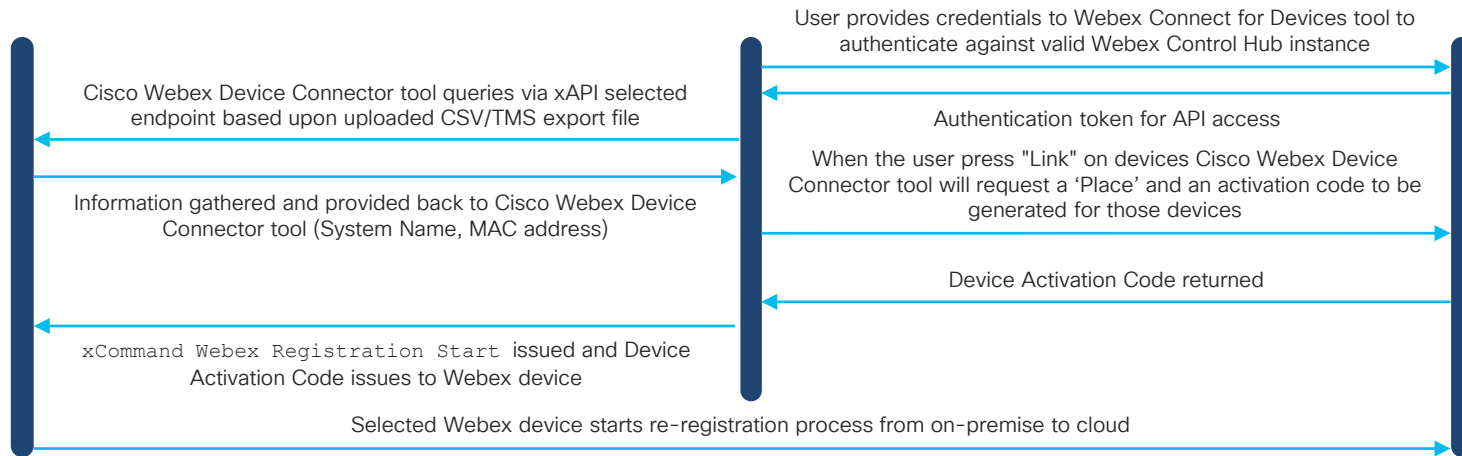 User provides credentials to Webex Connect for Devices tool to
authenticate against valid Webex Control Hub instance
Cisco Webex Device Connector tool queries via xAPI selected
endpoint based upon uploaded CSV/TMS export file
Authentication token for API access
When the user press "Link" on devices Cisco Webex Device
Connector tool will request a ‘Place’ and an activation code to be
generated for those devices
Information gathered and provided back to Cisco Webex Device
Connector tool (System Name, MAC address)
Device Activation Code returned
xCommand Webex Registration Start issued and Device
Activation Code issues to Webex device
Selected Webex device starts re-registration process from on-premise to cloud